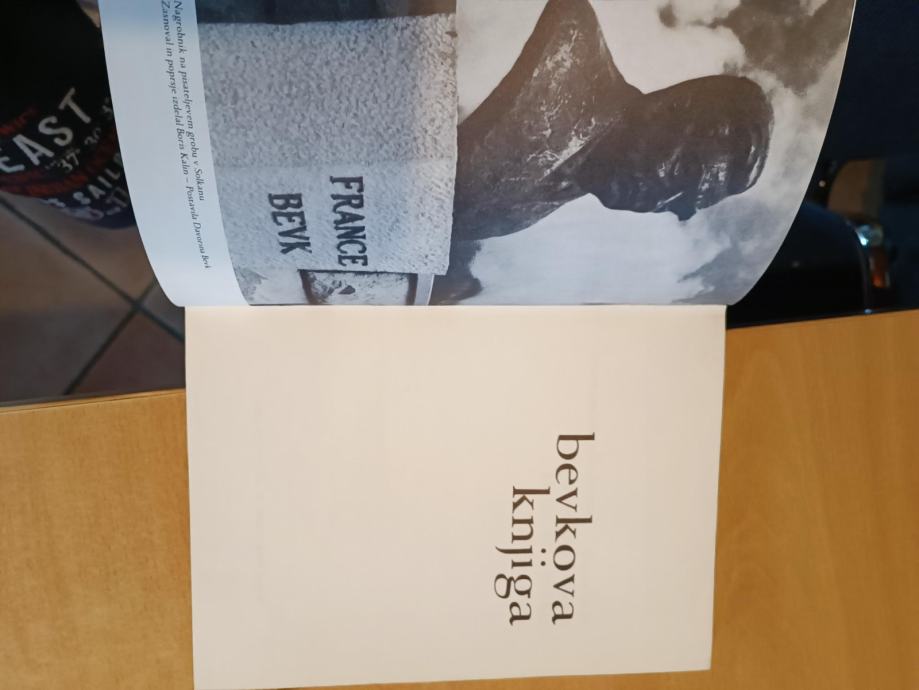 FRANCE
BEVK
Nagrobnik na pisateljevem grobu v Solkanu
Zasnoval in poprsje izdelal Boris Kalin – Postavila Davorina Bevk
bevkova
knjiga
EAST
SAIL